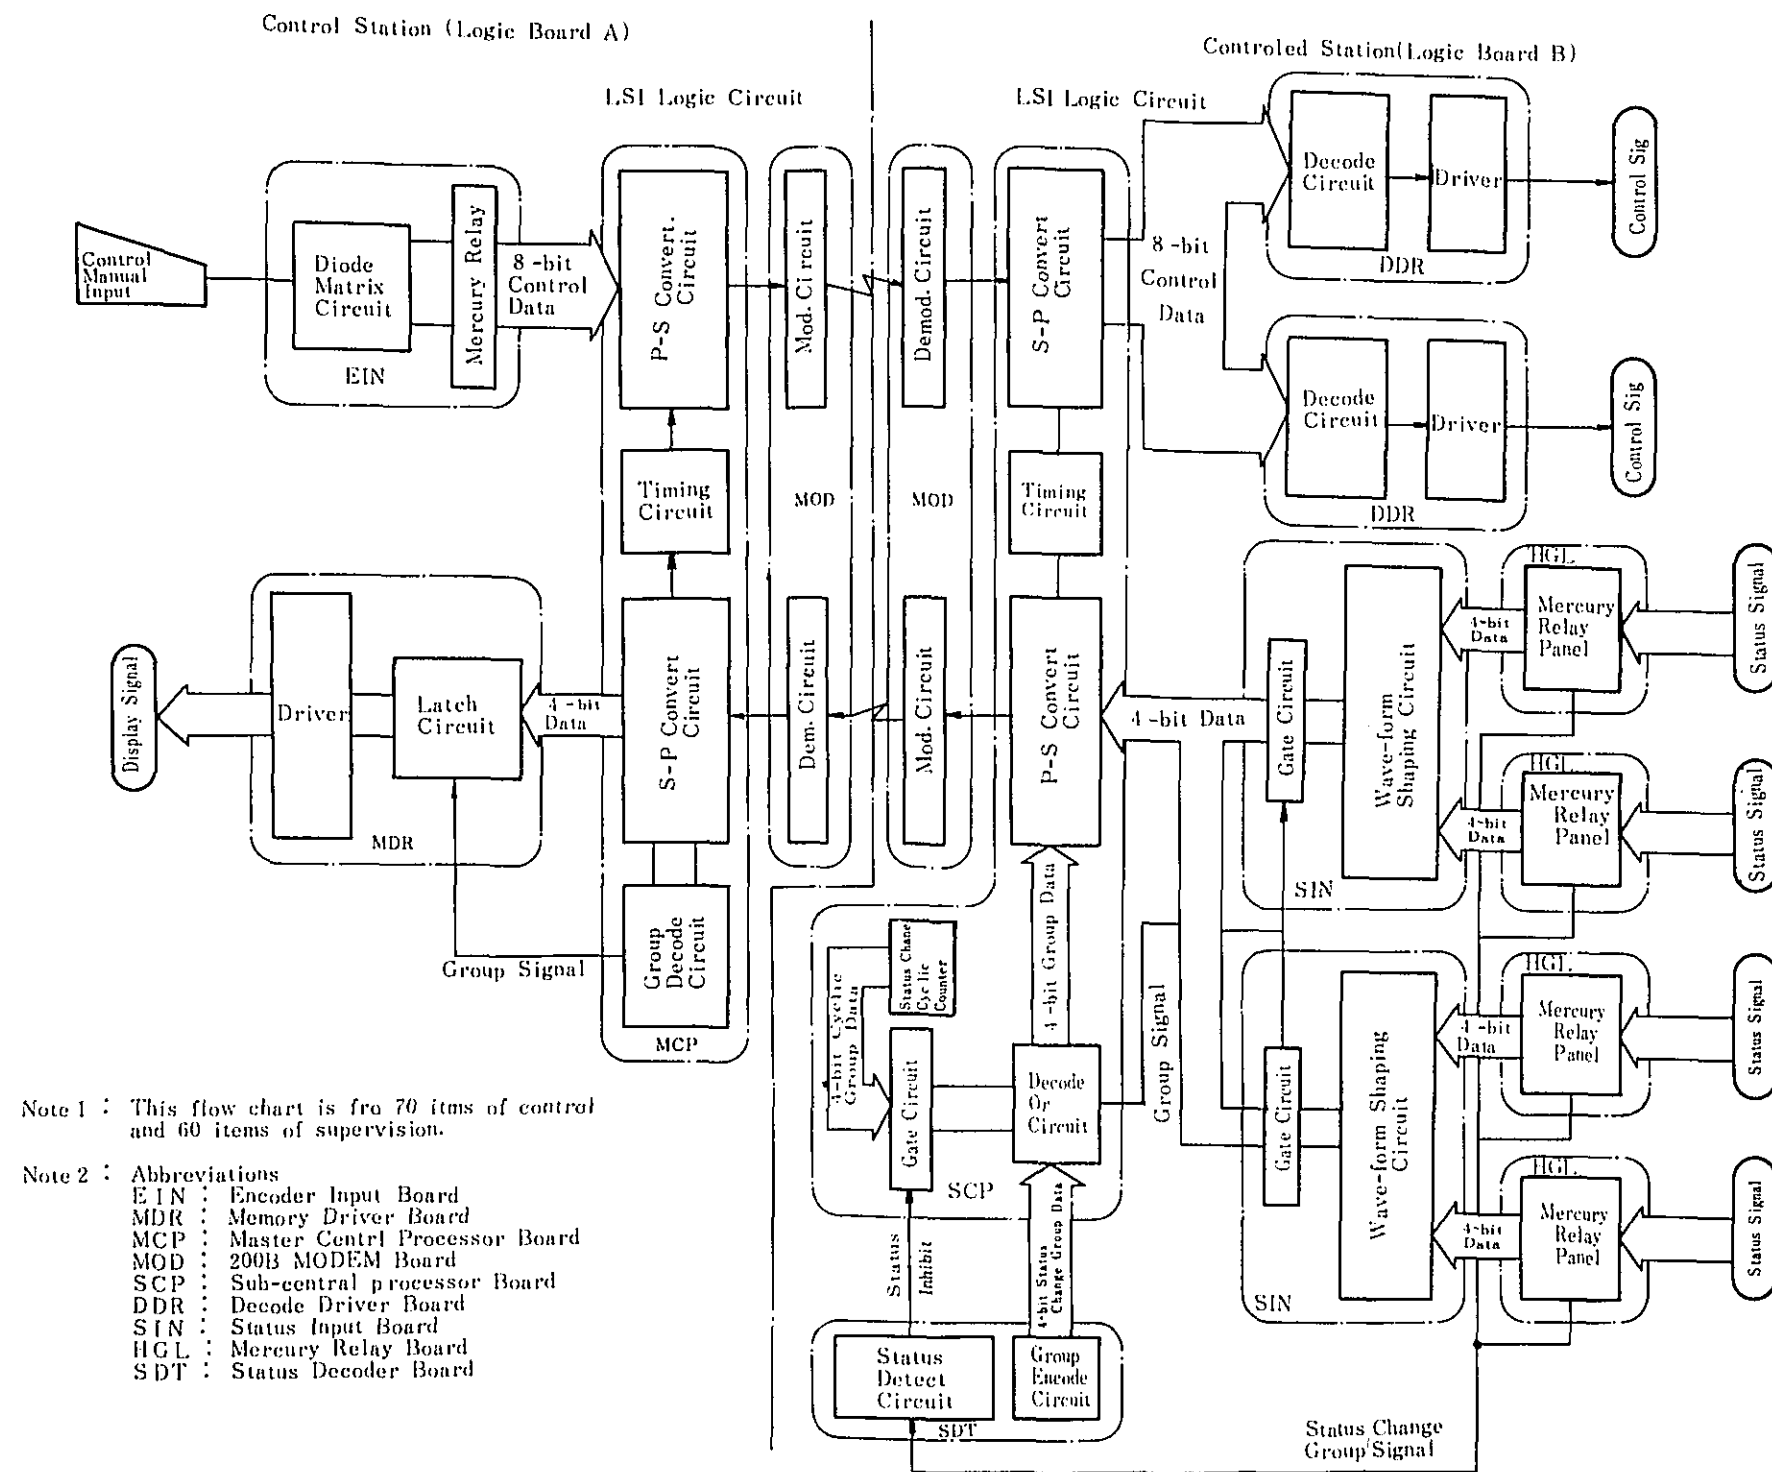 Control Station (Logic Board A)
Controled Station(Logic Board B)
LSI Logic Circuit
LSI Logic Circuit
Control
Manual
Input
Diode
Matrix
Circuit
Mercury Relay
EIN
8-bit
Control
Data
P-S Convert.
Circuit
Mod. Circuit
Demod. Circuit
S-P Convert
Circuit
8-bit
Control
Data
Decode
Circuit
Driver
DDR
Control Sig
Decode
Circuit
Driver
DDR
Control Sig
Timing
Circuit
MOD
MOD
Timing
Circuit
Display Signal
Driver
Latch
Circuit
MDR
4-bit
Data
S-P Convert
Circuit
Dem. Circuit
Mod. Circuit
P-S Convert
Circuit
4-bit Data
Gate Circuit
Wave-form
Shaping Circuit
SIN
4-bit
Data
HGL
Mercury
Relay
Panel
Status Signal
4-bit
Data
HGL
Mercury
Relay
Panel
Status Signal
Group Signal
Group
Decode
Circuit
MCP
Status Chanel
Cyclic
Counter
4-bit Cyclic
Group Data
Gate Circuit
4-bit Group Data
Decode
Or
Circuit
SCP
Group Signal
Gate Circuit
Wave-form Shaping
Circuit
SIN
4-bit
Data
HGL
Mercury
Relay
Panel
Status Signal
4-bit
Data
HGL
Mercury
Relay
Panel
Status Signal
Status
Inhibit
4-bit Status
Change Group Data
Status
Detect
Circuit
Group
Encode
Circuit
SDT
Status Change
Group Signal
Note 1 : This flow chart is fro 70 itms of control
and 60 items of supervision.
Note 2 : Abbreviations
EIN : Encoder Input Board
MDR : Memory Driver Board
MCP : Master Centrl Processor Board
MOD : 200B MODEM Board
SCP : Sub-central processor Board
DDR : Decode Driver Board
SIN : Status Input Board
HGL : Mercury Relay Board
SDT : Status Decoder Board